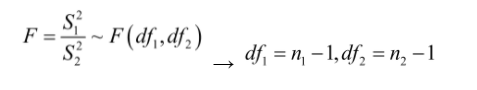 F = S₁²/S₂² ~ F(df₁,df₂) → df₁ = n₁ −1,df₂ = n₂ −1